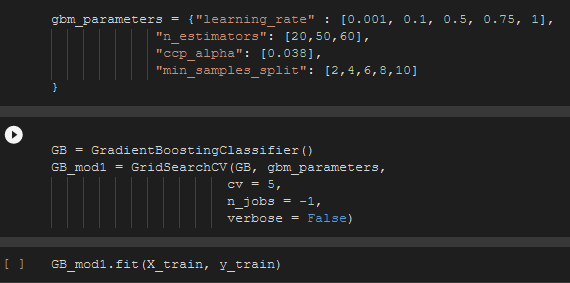 gbm_parameters = {"learning_rate" : [0.001, 0.1, 0.5, 0.75, 1],
"n_estimators": [20,50,60],
"ccp_alpha": [0.038],
"min_samples_split": [2,4,6,8,10]
}
GB = GradientBoostingClassifier()
GB_mod1 = GridSearchCV(GB, gbm_parameters,
cv = 5,
n_jobs = -1,
verbose = False)
[ ] GB_mod1.fit(X_train, y_train)